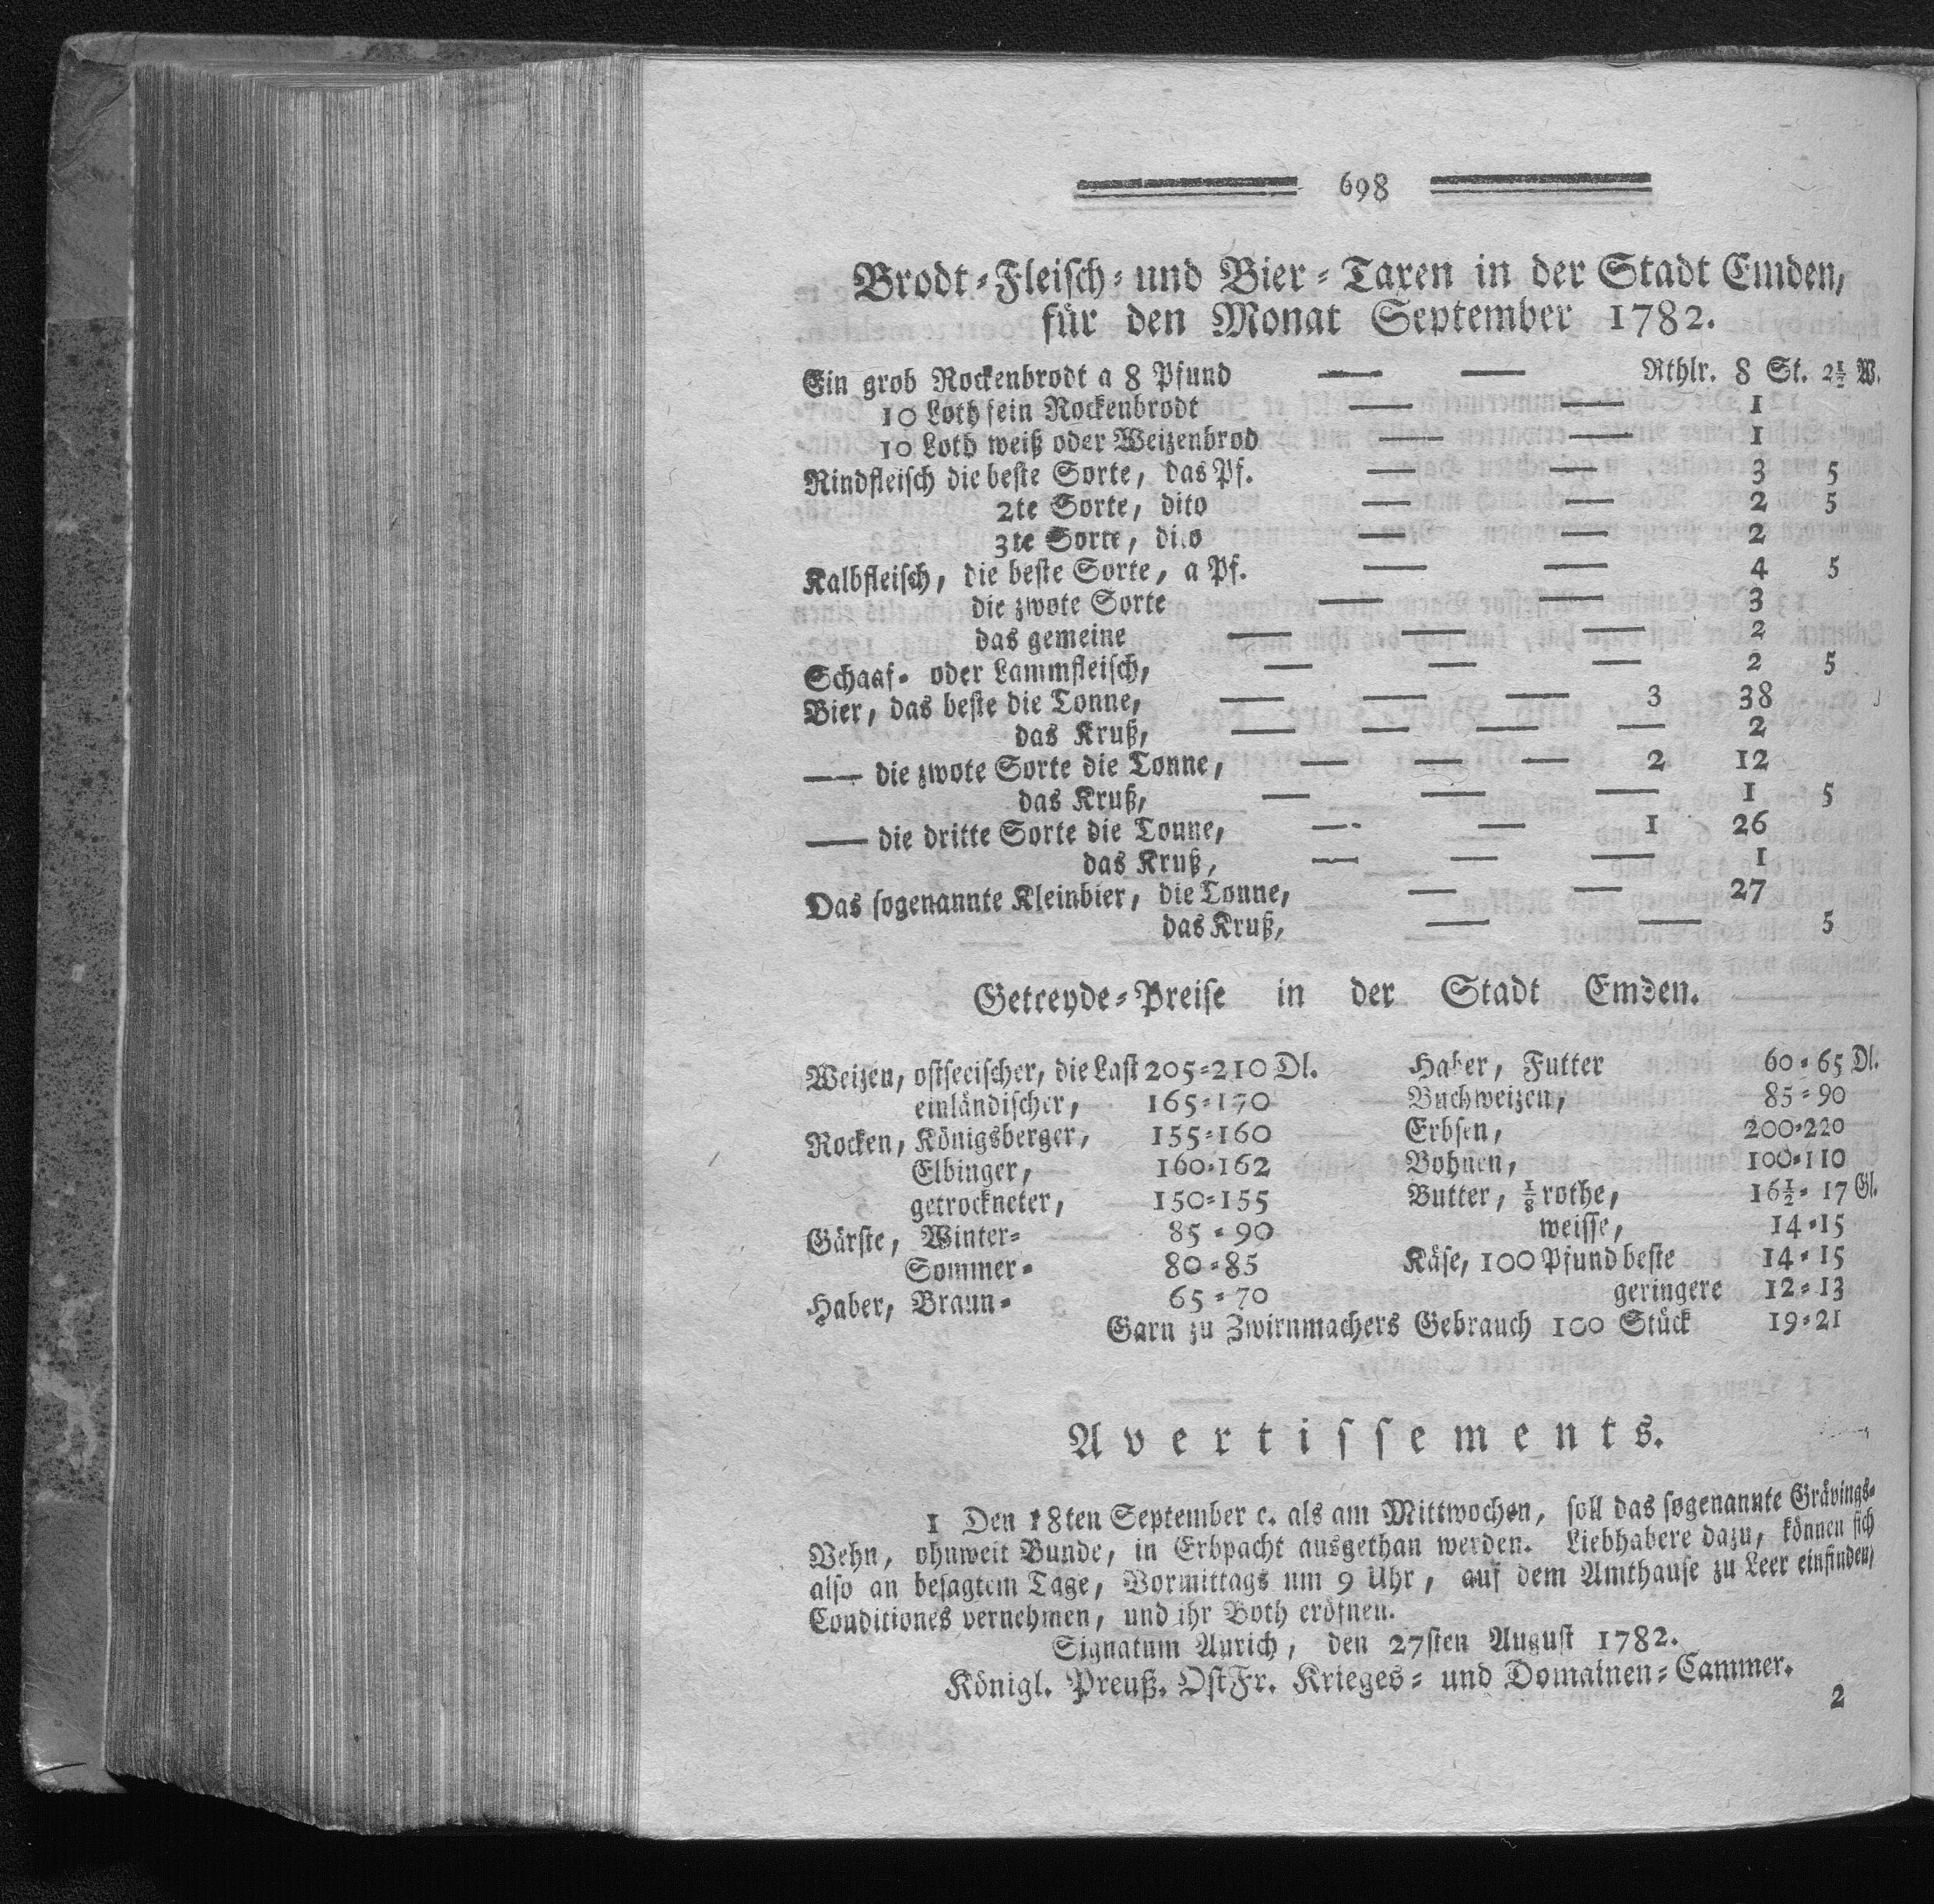 698
Brodt-Fleisch- und Bier-Taxen in der Stadt Emden,
für den Monat September 1782.
Ein grob Rockenbrodt a 8 Pfund — — Rthlr. 8 St. 2½ W.
10 Loth fein Rockenbrodt — — 1
10 Loth weiß oder Weizenbrod — — 1
Rindfleisch die beste Sorte, das Pf. — — 3 5
2te Sorte, dito — — 2 5
3te Sorte, dito — — 2
Kalbfleisch, die beste Sorte, a Pf. — — 4 5
die zwote Sorte — — 3
das gemeine — — — 2
Schaaf- oder Lammfleisch, — — — 2 5
Bier, das beste die Tonne, — — — 3 38
das Kruß, — — — — 2
— die zwote Sorte die Tonne, — — — 2 12
das Kruß, — — — 1 5
— die dritte Sorte die Tonne, — — 1 26
das Kruß, — — — 1
Das sogenannte Kleinbier, die Tonne, — — 27
das Kruß, — — 5
Getreyde-Preise in der Stadt Emden.
Weizen, ostseeischer, die Last 205-210 Dl.
einländischer, 165-170
Rocken, Königsberger, 155-160
Elbinger, 160-162
getrockneter, 150-155
Gärste, Winter- 85-90
Sommer- 80-85
Haber, Braun- 65-70
Haber, Futter 60-65 Dl.
Buchweizen, 85-90
Erbsen, 200-220
Bohnen, 100-110
Butter, ⅛ rothe, 16½-17 Gl.
weisse, 14-15
Käse, 100 Pfund beste 14-15
geringere 12-13
Garn zu Zwirnmachers Gebrauch 100 Stück 19-21
Avertissements.
1 Den 18ten September c. als am Mittwochen, soll das sogenannte Grävings-
Vehn, ohnweit Bunde, in Erbpacht ausgethan werden. Liebhabere dazu, können sich
also an besagtem Tage, Vormittags um 9 Uhr, auf dem Amthause zu Leer einfinden,
Conditiones vernehmen, und ihr Both eröfnen.
Signatum Aurich, den 27sten August 1782.
Königl. Preuß. OstFr. Krieges- und Domainen-Cammer.
2